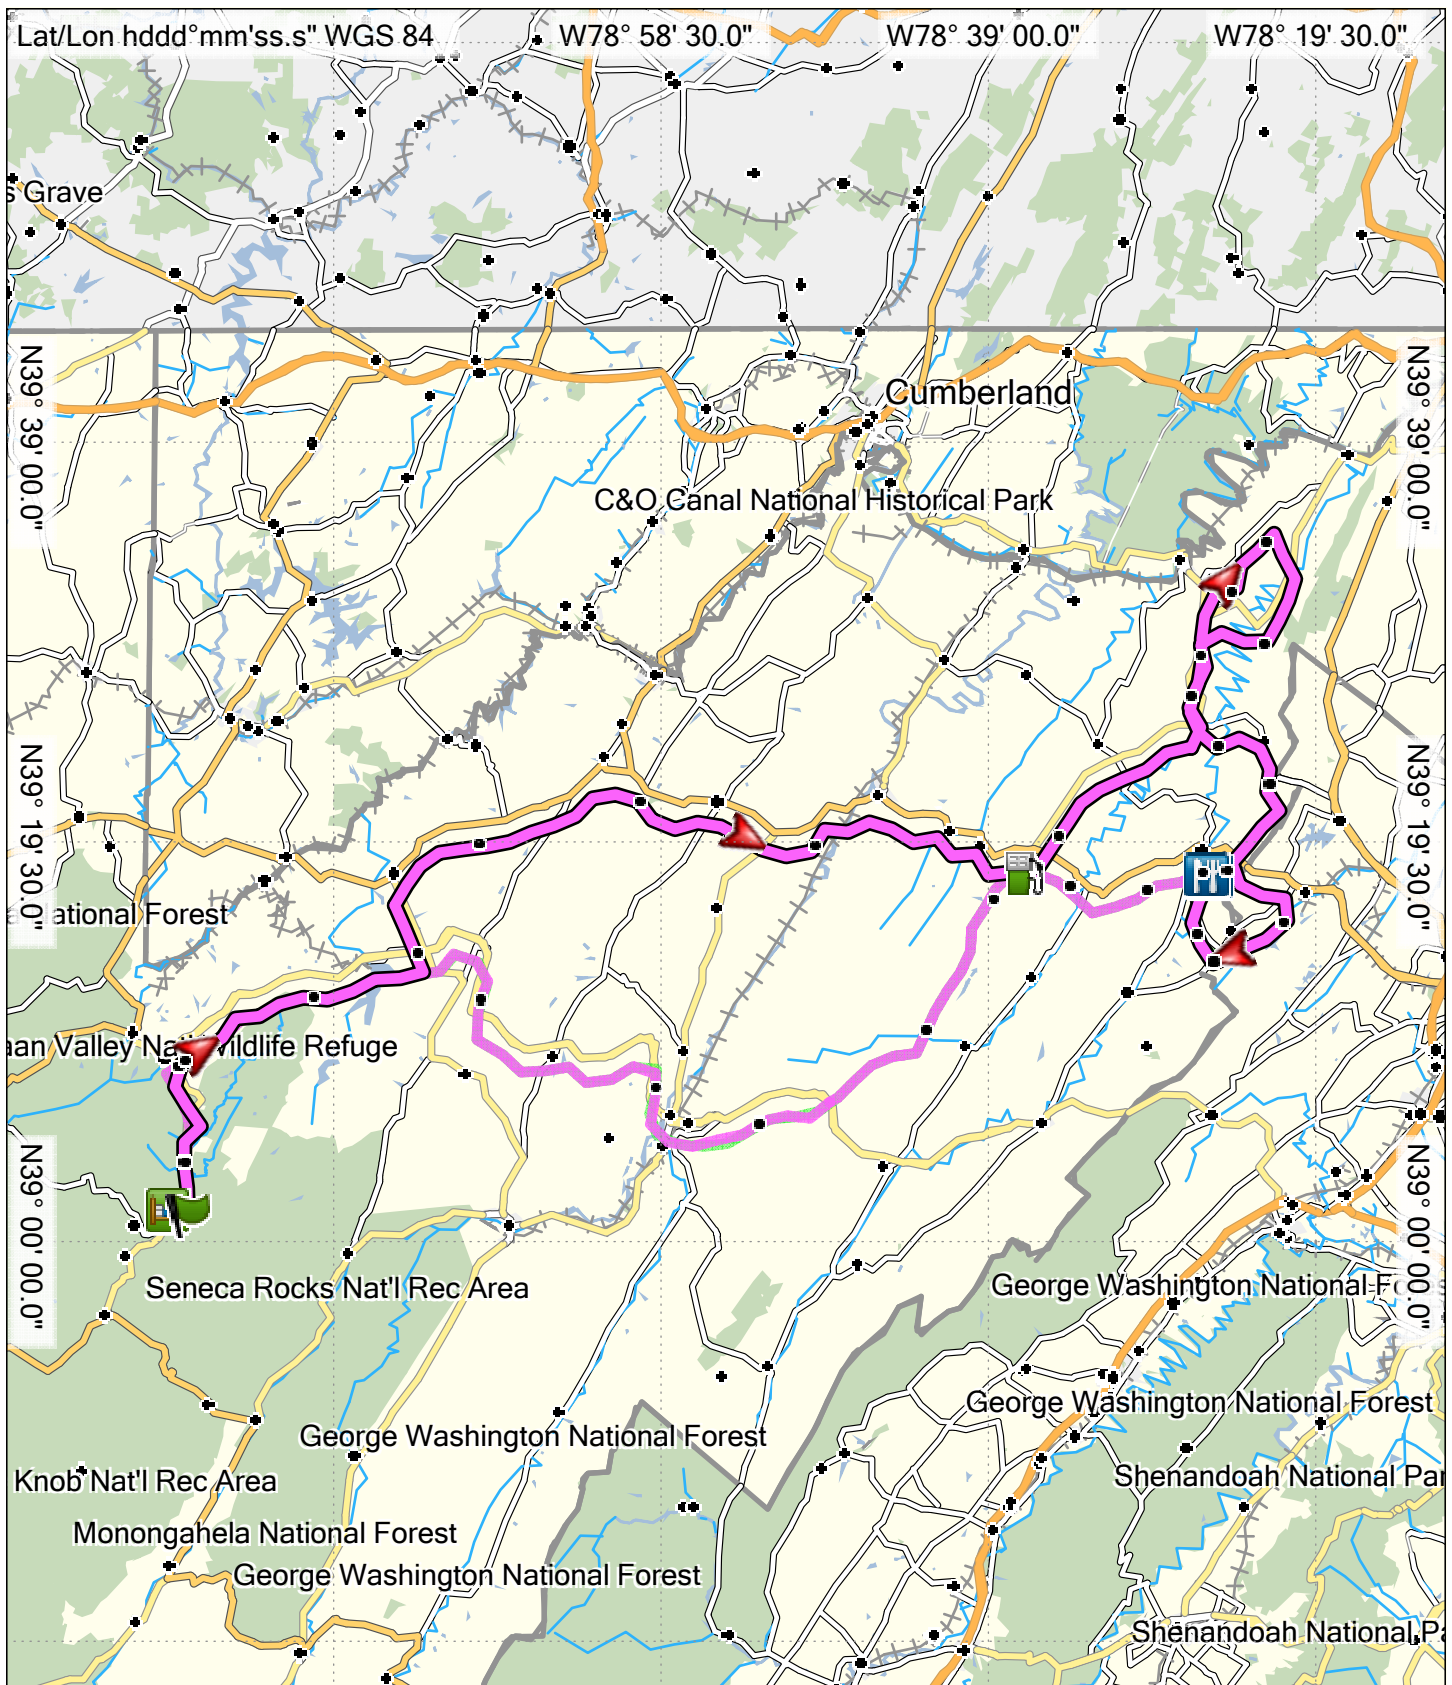 Lat/Lon hddd°mm'ss.s" WGS 84
W78° 58' 30.0"
W78° 39' 00.0"
W78° 19' 30.0"
s Grave
N39° 39' 00.0"
N39° 39' 00.0"
Cumberland
C&O Canal National Historical Park
N39° 19' 30.0"
N39° 19' 30.0"
National Forest
aan Valley Nat'l Wildlife Refuge
N39° 00' 00.0"
N39° 00' 00.0"
Seneca Rocks Nat'l Rec Area
George Washington National Fo
George Washington National Forest
George Washington National Forest
Knob Nat'l Rec Area
Shenandoah National Par
Monongahela National Forest
George Washington National Forest
Shenandoah National Pa